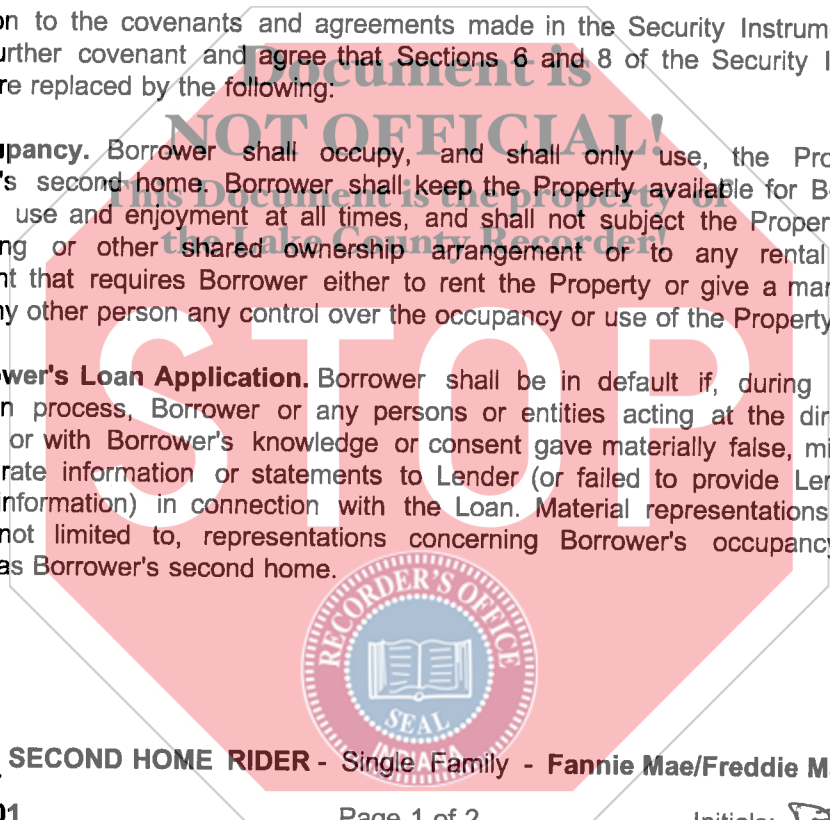 on to the covenants and agreements made in the Security Instrum
urther covenant and agree that Sections 6 and 8 of the Security I
re replaced by the following:
Document is
NOT OFFICIAL!
This Document is the property of
the Lake County Recorder!
STOP
upancy. Borrower shall occupy, and shall only use, the Pro
's second home. Borrower shall keep the Property available for B
use and enjoyment at all times, and shall not subject the Proper
ng or other shared ownership arrangement or to any rental
nt that requires Borrower either to rent the Property or give a ma
ny other person any control over the occupancy or use of the Property
wer's Loan Application. Borrower shall be in default if, during
n process, Borrower or any persons or entities acting at the di
or with Borrower's knowledge or consent gave materially false, mi
rate information or statements to Lender (or failed to provide Le
information) in connection with the Loan. Material representations
not limited to, representations concerning Borrower's occupancy
as Borrower's second home.
RECORDER'S OFFICE
SEAL
INDIANA
SECOND HOME RIDER - Single Family - Fannie Mae/Freddie M
01
Page 1 of 2
Initials: